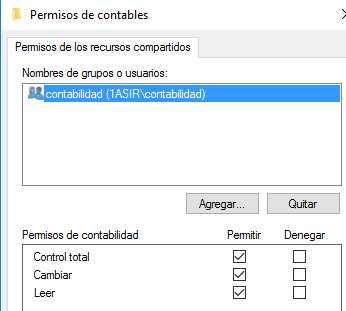 Permisos de contables
Permisos de los recursos compartidos
Nombres de grupos o usuarios:
contabilidad (1ASIR\contabilidad)
Agregar... Quitar
Permisos de contabilidad Permitir Denegar
Control total
Cambiar
Leer